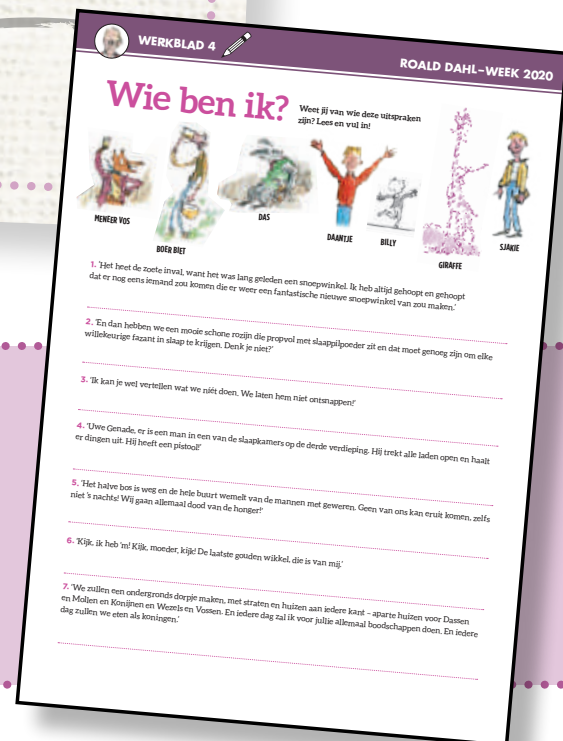 WERKBLAD 4
ROALD DAHL–WEEK 2020
Wie ben ik?
Weet jij van wie deze uitspraken
zijn? Lees en vul in!
MENEER VOS
BOER BIET
DAS
DAANTJE
BILLY
GIRAFFE
SJAKIE
1. 'Het heet de zoete inval, want het was lang geleden een snoepwinkel. Ik heb altijd gehoopt en gehoopt
dat er nog eens iemand zou komen die er weer een fantastische nieuwe snoepwinkel van zou maken.'
2. 'En dan hebben we een mooie schone rozijn die propvol met slaappilpoeder zit en dat moet genoeg zijn om elke
willekeurige fazant in slaap te krijgen. Denk je niet?'
3. 'Ik kan je wel vertellen wat we niét doen. We laten hem niet ontsnappen!'
4. 'Uwe Genade, er is een man in een van de slaapkamers op de derde verdieping. Hij trekt alle laden open en haalt
er dingen uit. Hij heeft een pistool!'
5. 'Het halve bos is weg en de hele buurt wemelt van de mannen met geweren. Geen van ons kan eruit komen, zelfs
niet 's nachts! Wij gaan allemaal dood van de honger!'
6. 'Kijk, ik heb 'm! Kijk, moeder, kijk! De laatste gouden wikkel, die is van mij.'
7. 'We zullen een ondergronds dorpje maken, met straten en huizen aan iedere kant – aparte huizen voor Dassen
en Mollen en Konijnen en Wezels en Vossen. En iedere dag zal ik voor jullie allemaal boodschappen doen. En iedere
dag zullen we eten als koningen.'